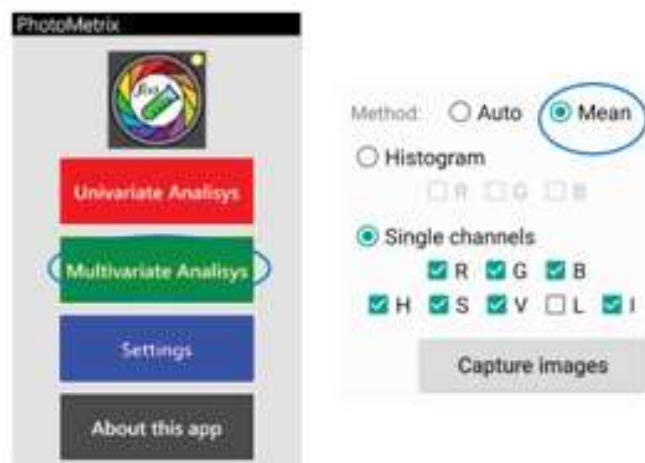 PhotoMetrix
f(x)
Univariate Analisys
Multivariate Analisys
Settings
About this app
Method: Auto Mean
Histogram
R G B
Single channels
R G B
H S V L I
Capture images